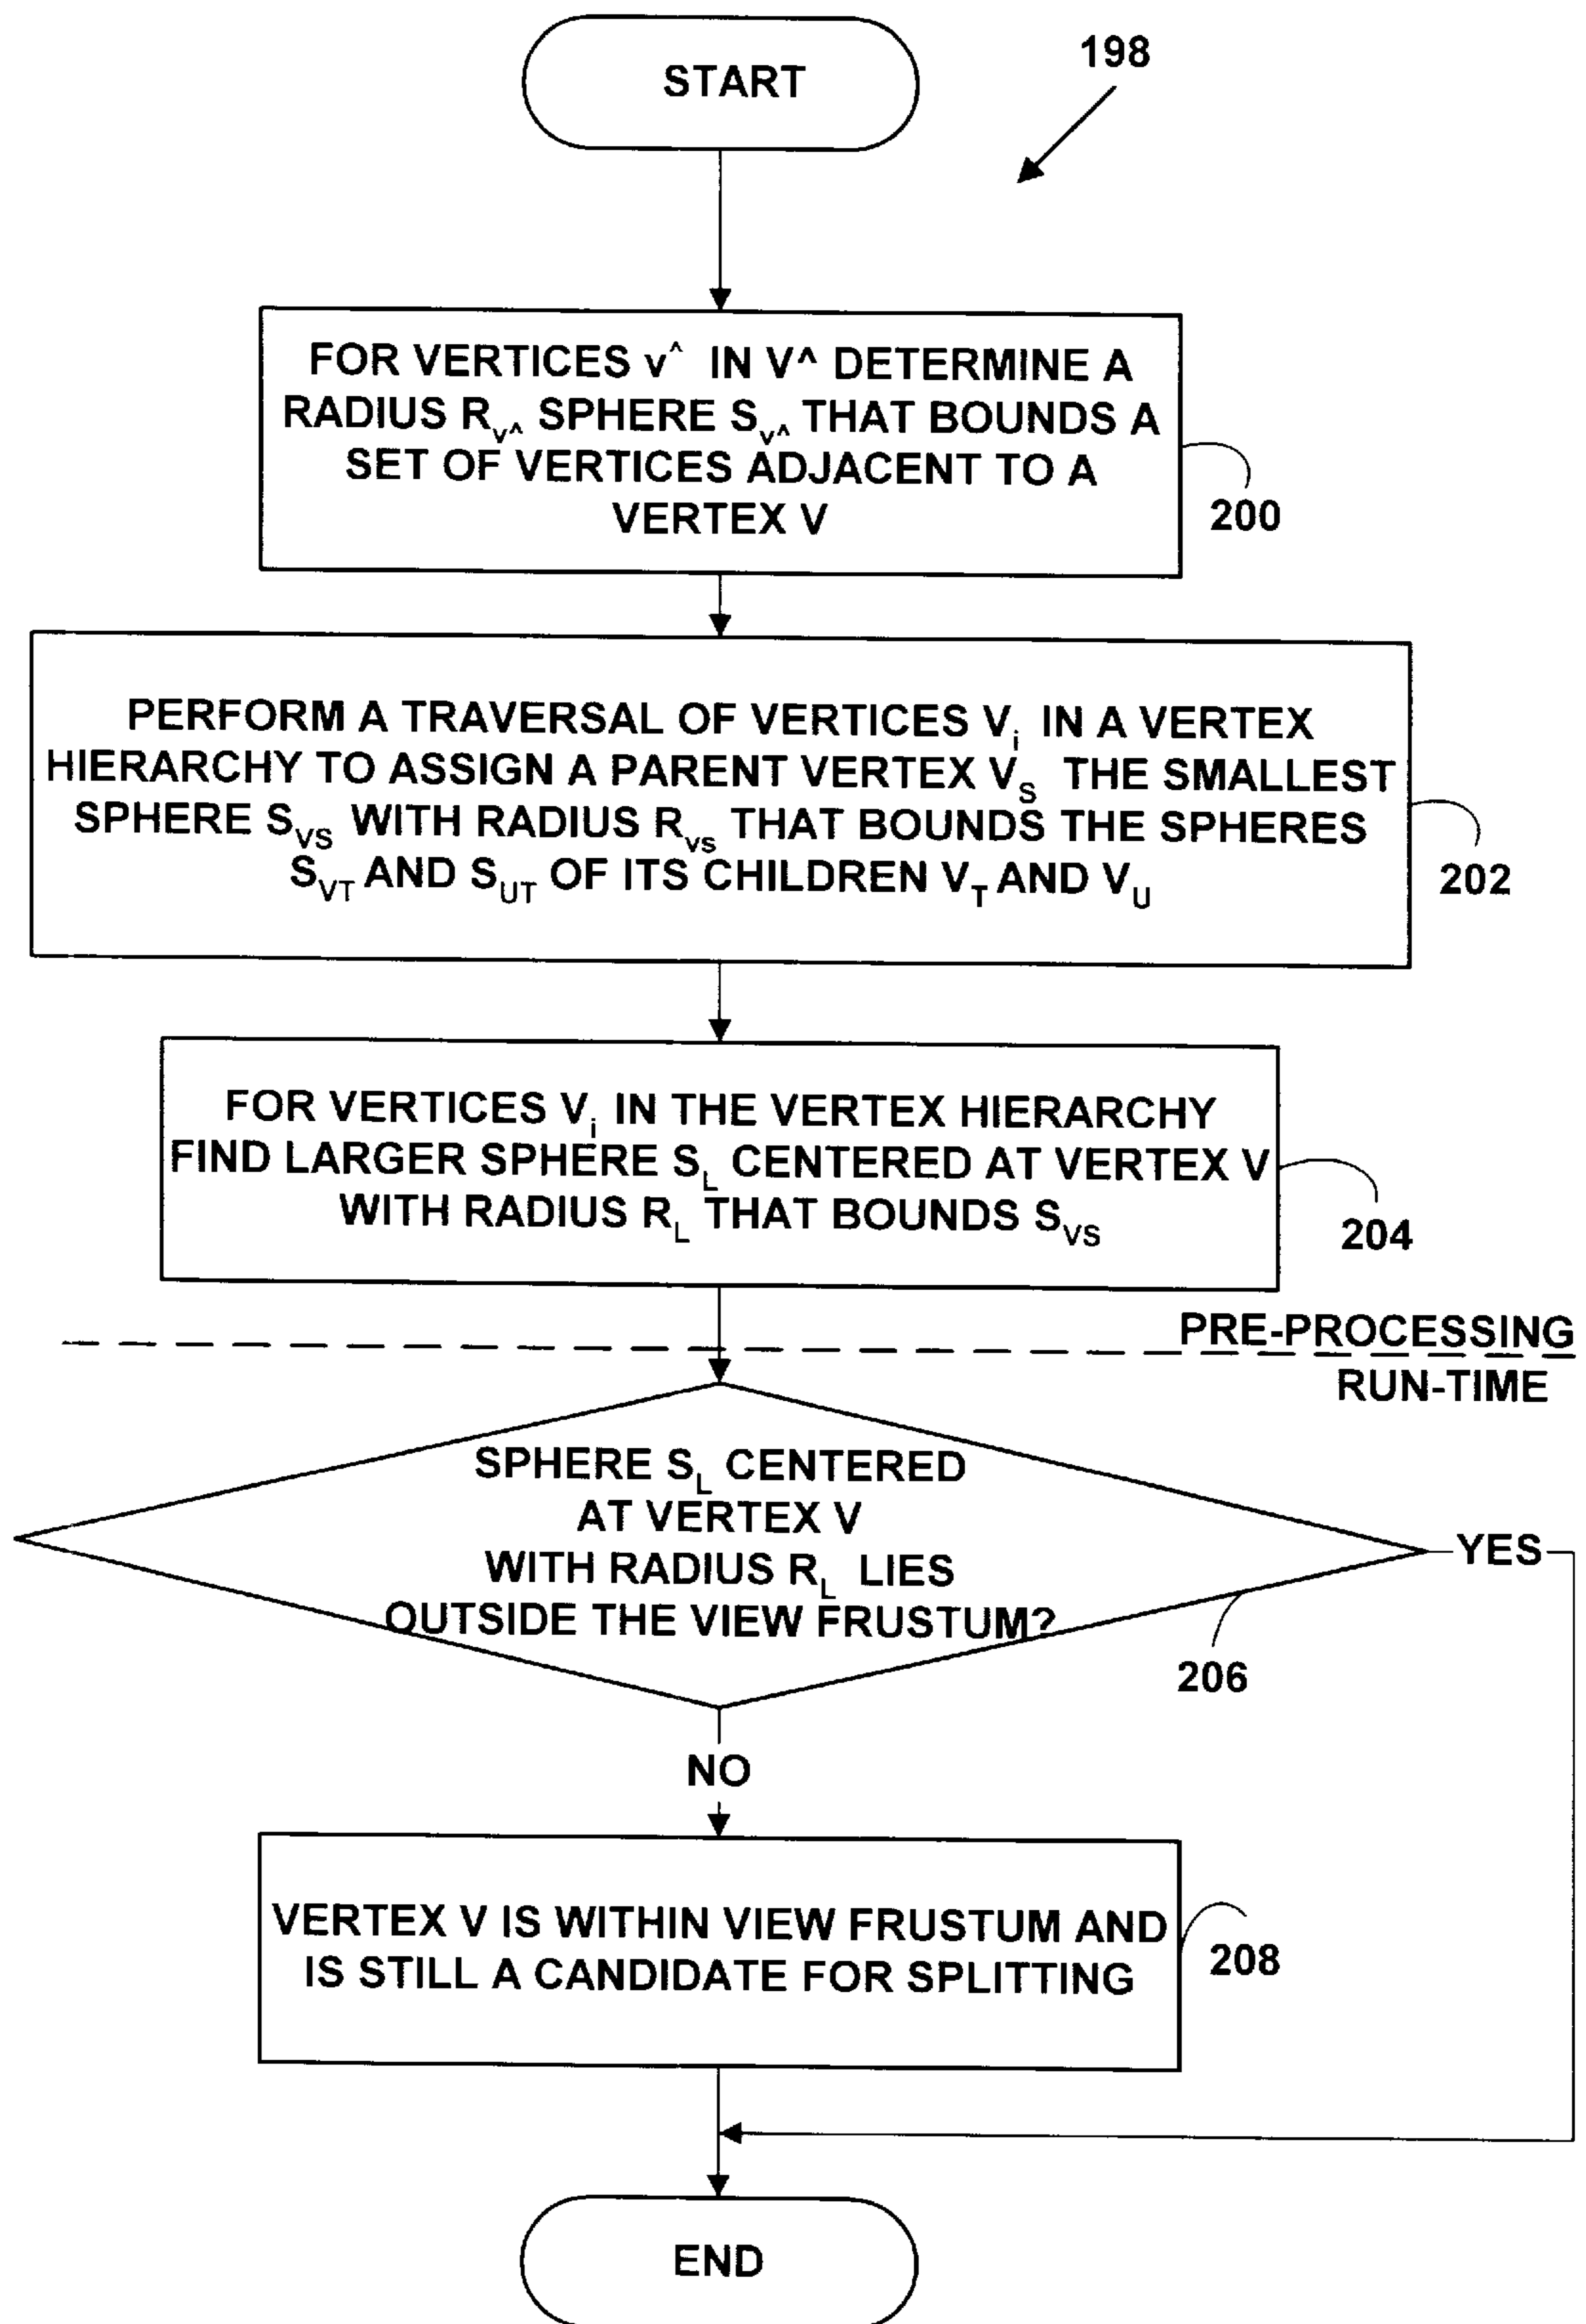 START
198
FOR VERTICES v^ IN V^ DETERMINE A
RADIUS Rv^ SPHERE Sv^ THAT BOUNDS A
SET OF VERTICES ADJACENT TO A
VERTEX V
200
PERFORM A TRAVERSAL OF VERTICES Vi IN A VERTEX
HIERARCHY TO ASSIGN A PARENT VERTEX VS THE SMALLEST
SPHERE SVS WITH RADIUS Rvs THAT BOUNDS THE SPHERES
SVT AND SUT OF ITS CHILDREN VT AND VU
202
FOR VERTICES Vi IN THE VERTEX HIERARCHY
FIND LARGER SPHERE SL CENTERED AT VERTEX V
WITH RADIUS RL THAT BOUNDS SVS
204
PRE-PROCESSING
RUN-TIME
SPHERE SL CENTERED
AT VERTEX V
WITH RADIUS RL LIES
OUTSIDE THE VIEW FRUSTUM?
YES
206
NO
VERTEX V IS WITHIN VIEW FRUSTUM AND
IS STILL A CANDIDATE FOR SPLITTING
208
END